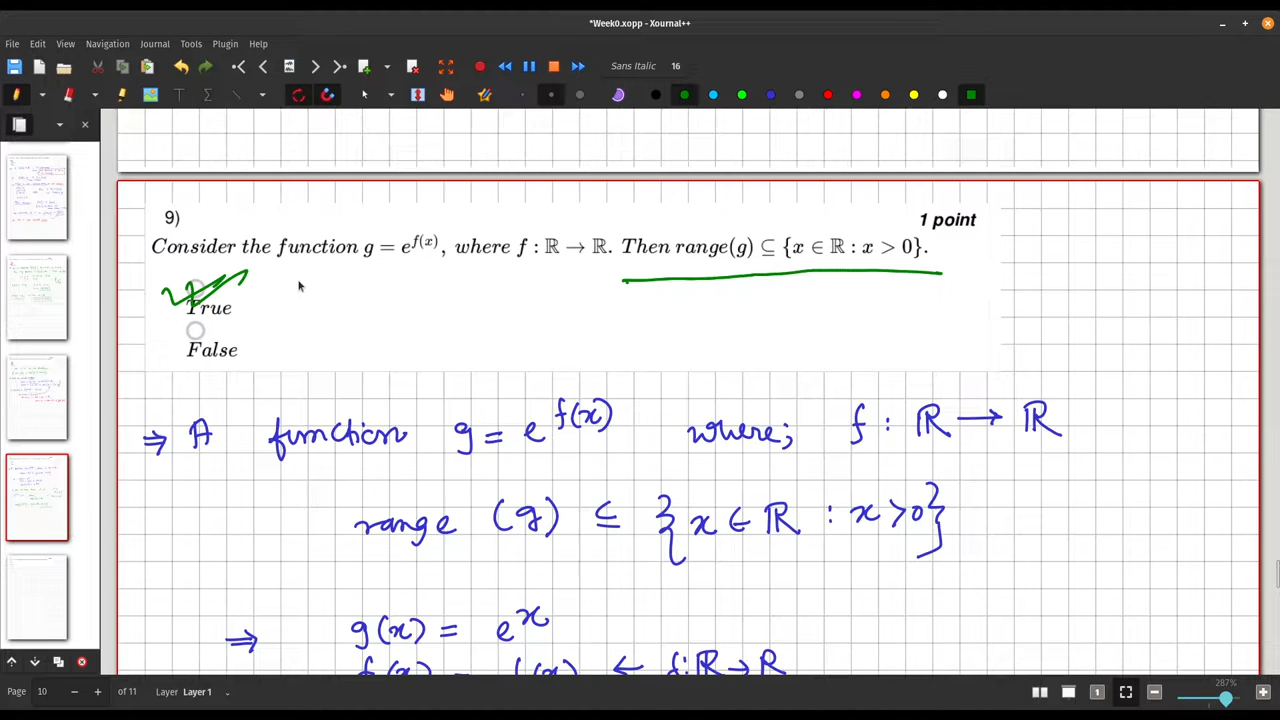 *Week0.xopp - Xournal++
File Edit View Navigation Journal Tools Plugin Help
Sans Italic 16
9) 1 point
Consider the function g = e^{f(x)}, where f : ℝ → ℝ. Then range(g) ⊆ {x ∈ ℝ : x > 0}.
True
False
⇒ A function g = e^{f(x)} where; f : ℝ → ℝ
range (g) ⊆ {x ∈ ℝ : x > 0}
⇒ g(x) = e^x
← f: ℝ → ℝ
Page 10 of 11 Layer Layer 1 287%